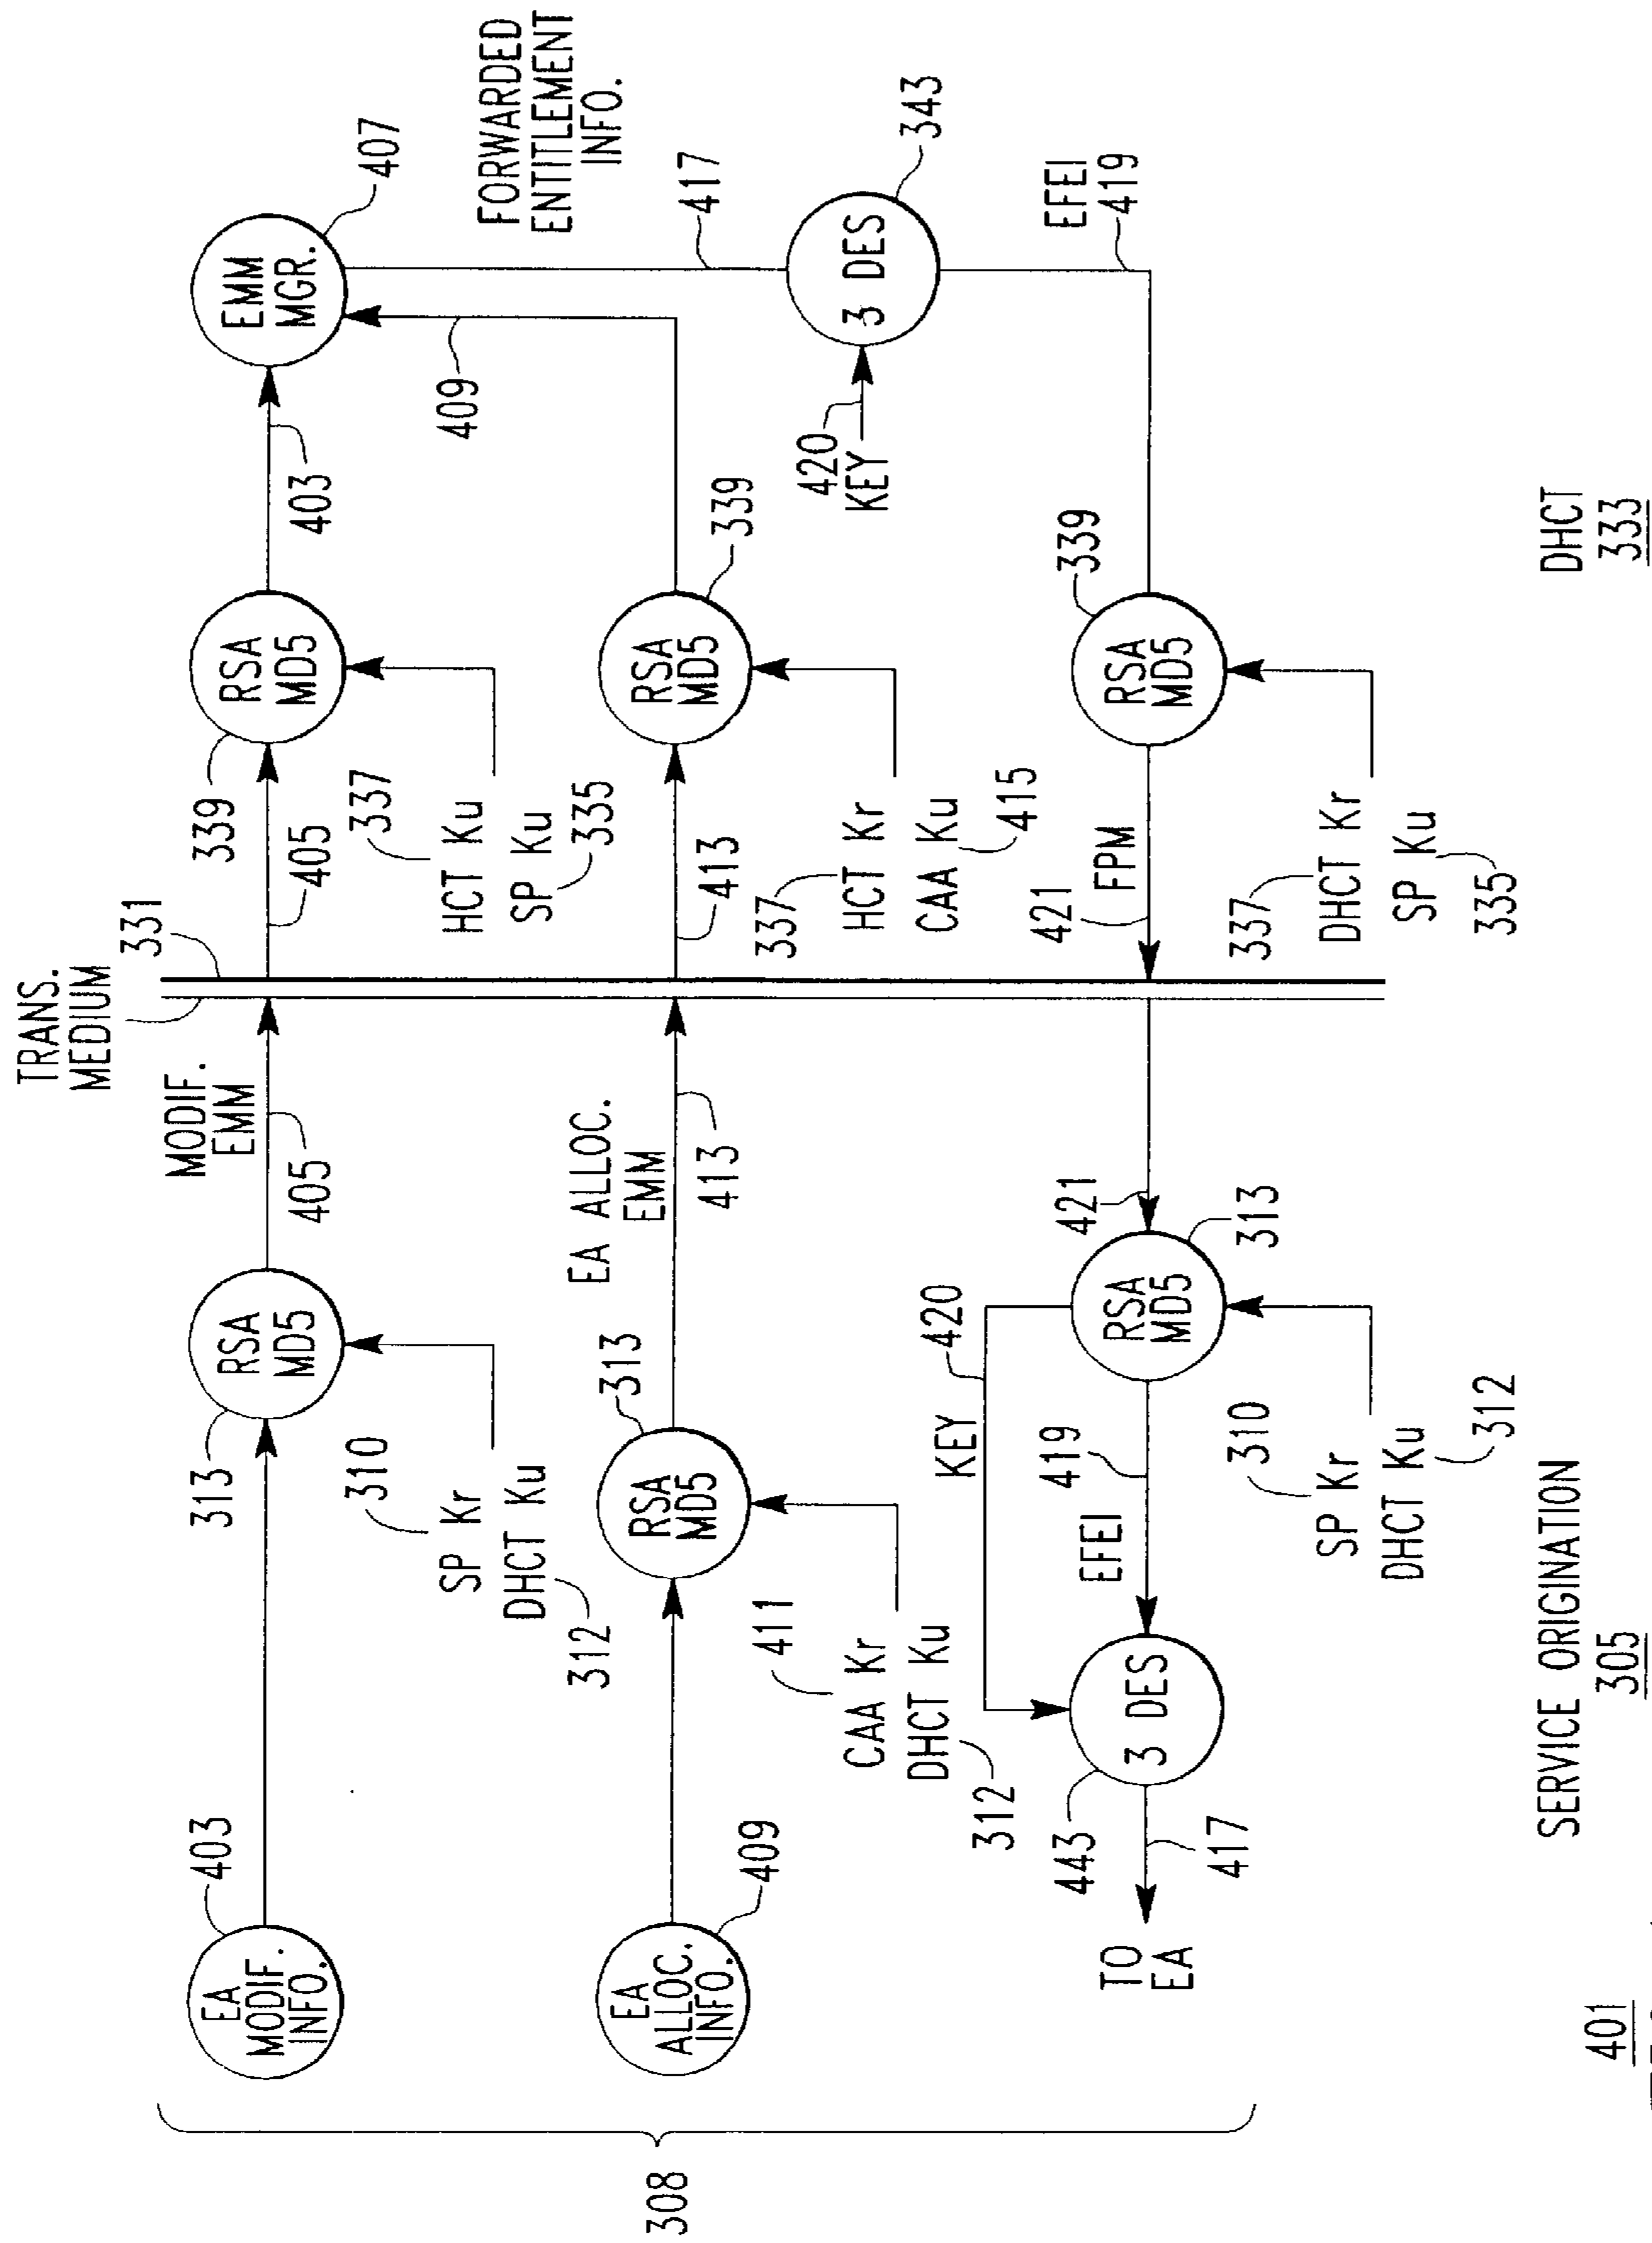 TRANS.
MEDIUM
331
EA
MODIF.
INFO.
403
RSA
MD5
313
310
SP Kr
DHCT Ku
312
MODIF.
EMM
405
405
RSA
MD5
339
337
HCT Ku
SP Ku
335
403
EMM
MGR.
407
EA
ALLOC.
INFO.
409
RSA
MD5
313
411
CAA Kr
DHCT Ku
312
EA ALLOC.
EMM
413
413
RSA
MD5
339
337
HCT Kr
CAA Ku
415
409
FORWARDED
ENTITLEMENT
INFO.
417
3 DES
343
420
KEY
EFEI
419
RSA
MD5
339
337
DHCT Kr
SP Ku
335
421
FPM
421
RSA
MD5
313
310
SP Kr
DHCT Ku
312
420
KEY
419
EFEI
3 DES
443
417
TO
EA
308
SERVICE ORIGINATION
305
DHCT
333
401